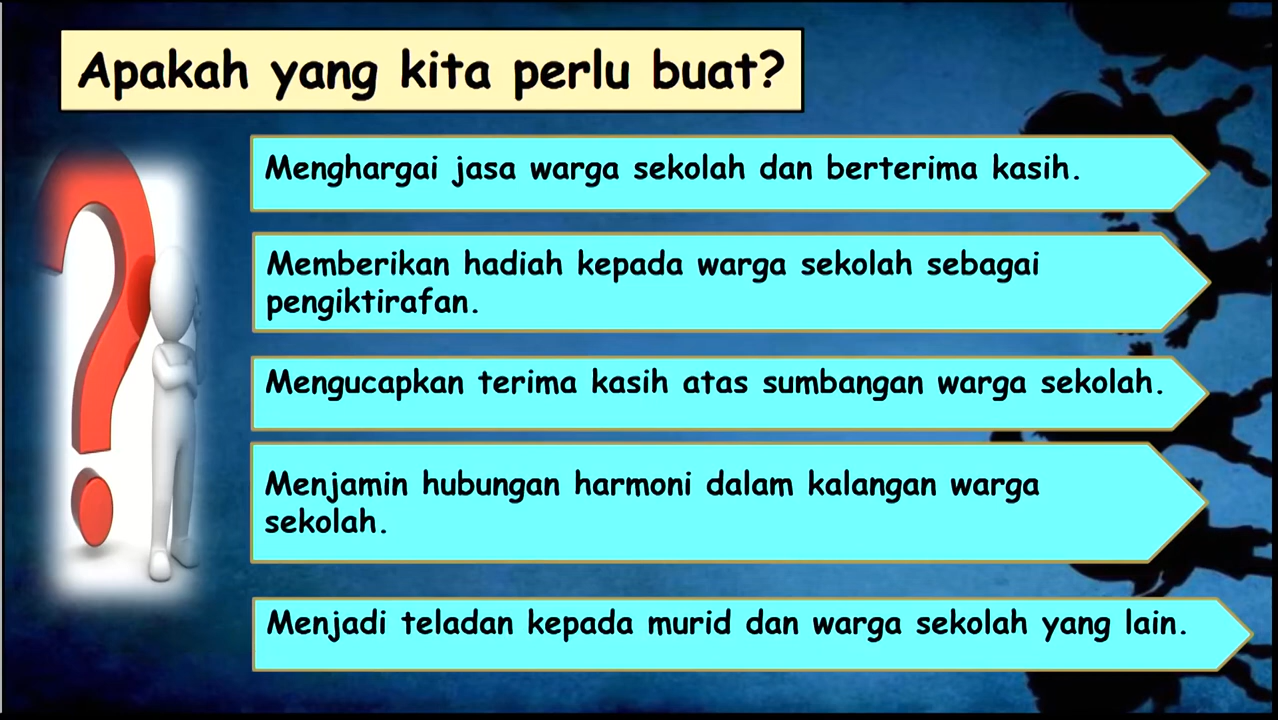 Apakah yang kita perlu buat?
Menghargai jasa warga sekolah dan berterima kasih.
Memberikan hadiah kepada warga sekolah sebagai
pengiktirafan.
Mengucapkan terima kasih atas sumbangan warga sekolah.
Menjamin hubungan harmoni dalam kalangan warga
sekolah.
Menjadi teladan kepada murid dan warga sekolah yang lain.